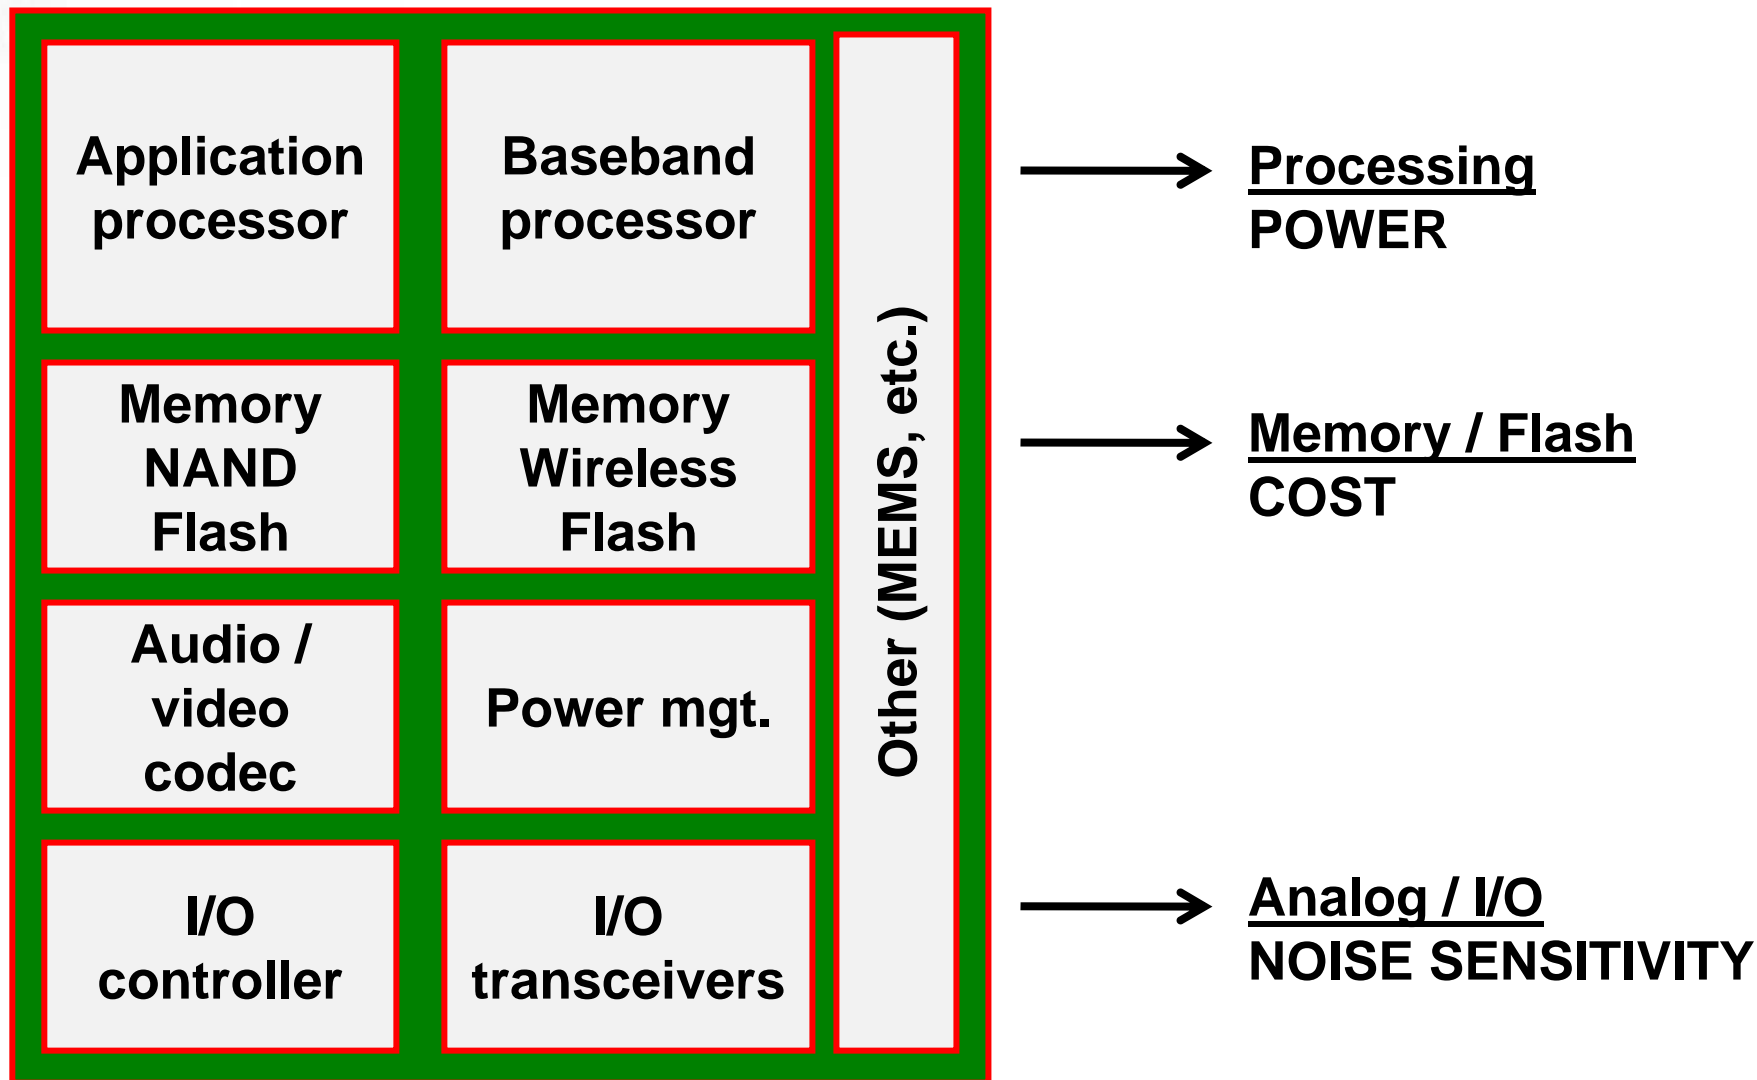 Application
processor
Baseband
processor
Memory
NAND
Flash
Memory
Wireless
Flash
Audio /
video
codec
Power mgt.
I/O
controller
I/O
transceivers
Other (MEMS, etc.)
Processing
POWER
Memory / Flash
COST
Analog / I/O
NOISE SENSITIVITY